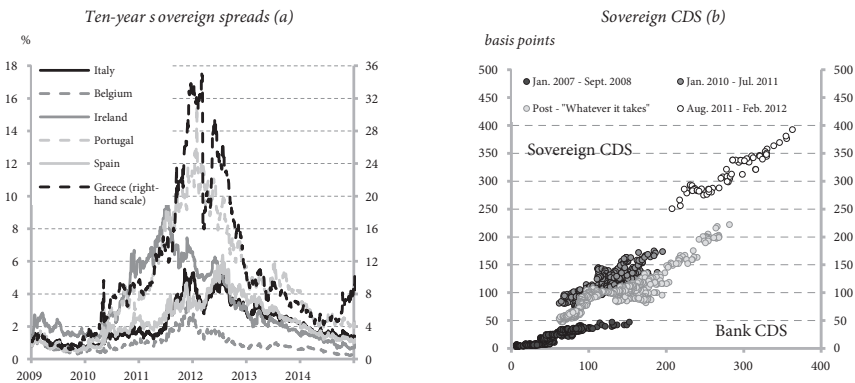 Ten-year sovereign spreads (a)
%
18 36
16 32
14 28
12 24
10 20
8 16
6 12
4 8
2 4
0 0
2009 2010 2011 2012 2013 2014
Italy
Belgium
Ireland
Portugal
Spain
Greece (right-
hand scale)
Sovereign CDS (b)
basis points
500 500
450 450
400 400
350 350
300 300
250 250
200 200
150 150
100 100
50 50
0 0
0 100 200 300 400
Jan. 2007 - Sept. 2008
Jan. 2010 - Jul. 2011
Post - "Whatever it takes"
Aug. 2011 - Feb. 2012
Sovereign CDS
Bank CDS